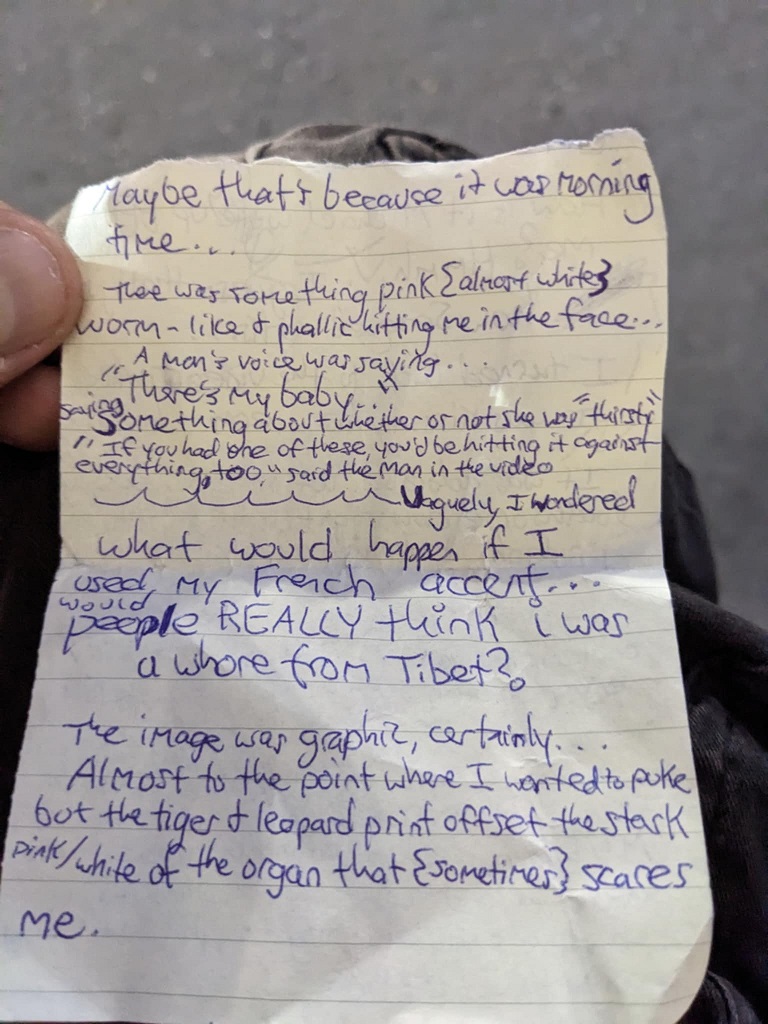 Maybe that's because it was morning
time...
There was something pink {almost white}
worm-like & phallic hitting me in the face...
A man's voice was saying...
"There's my baby..."
saying
Something about whether or not she was "thirsty"
"If you had one of these, you'd be hitting it against
everything, too," said the man in the video
Vaguely, I wondered
what would happen if I
used my French accent...
would
people REALLY think i was
a whore from Tibet?
The image was graphic, certainly...
Almost to the point where I wanted to puke
but the tiger & leopard print offset the stark
pink/white of the organ that {sometimes} scares
me.